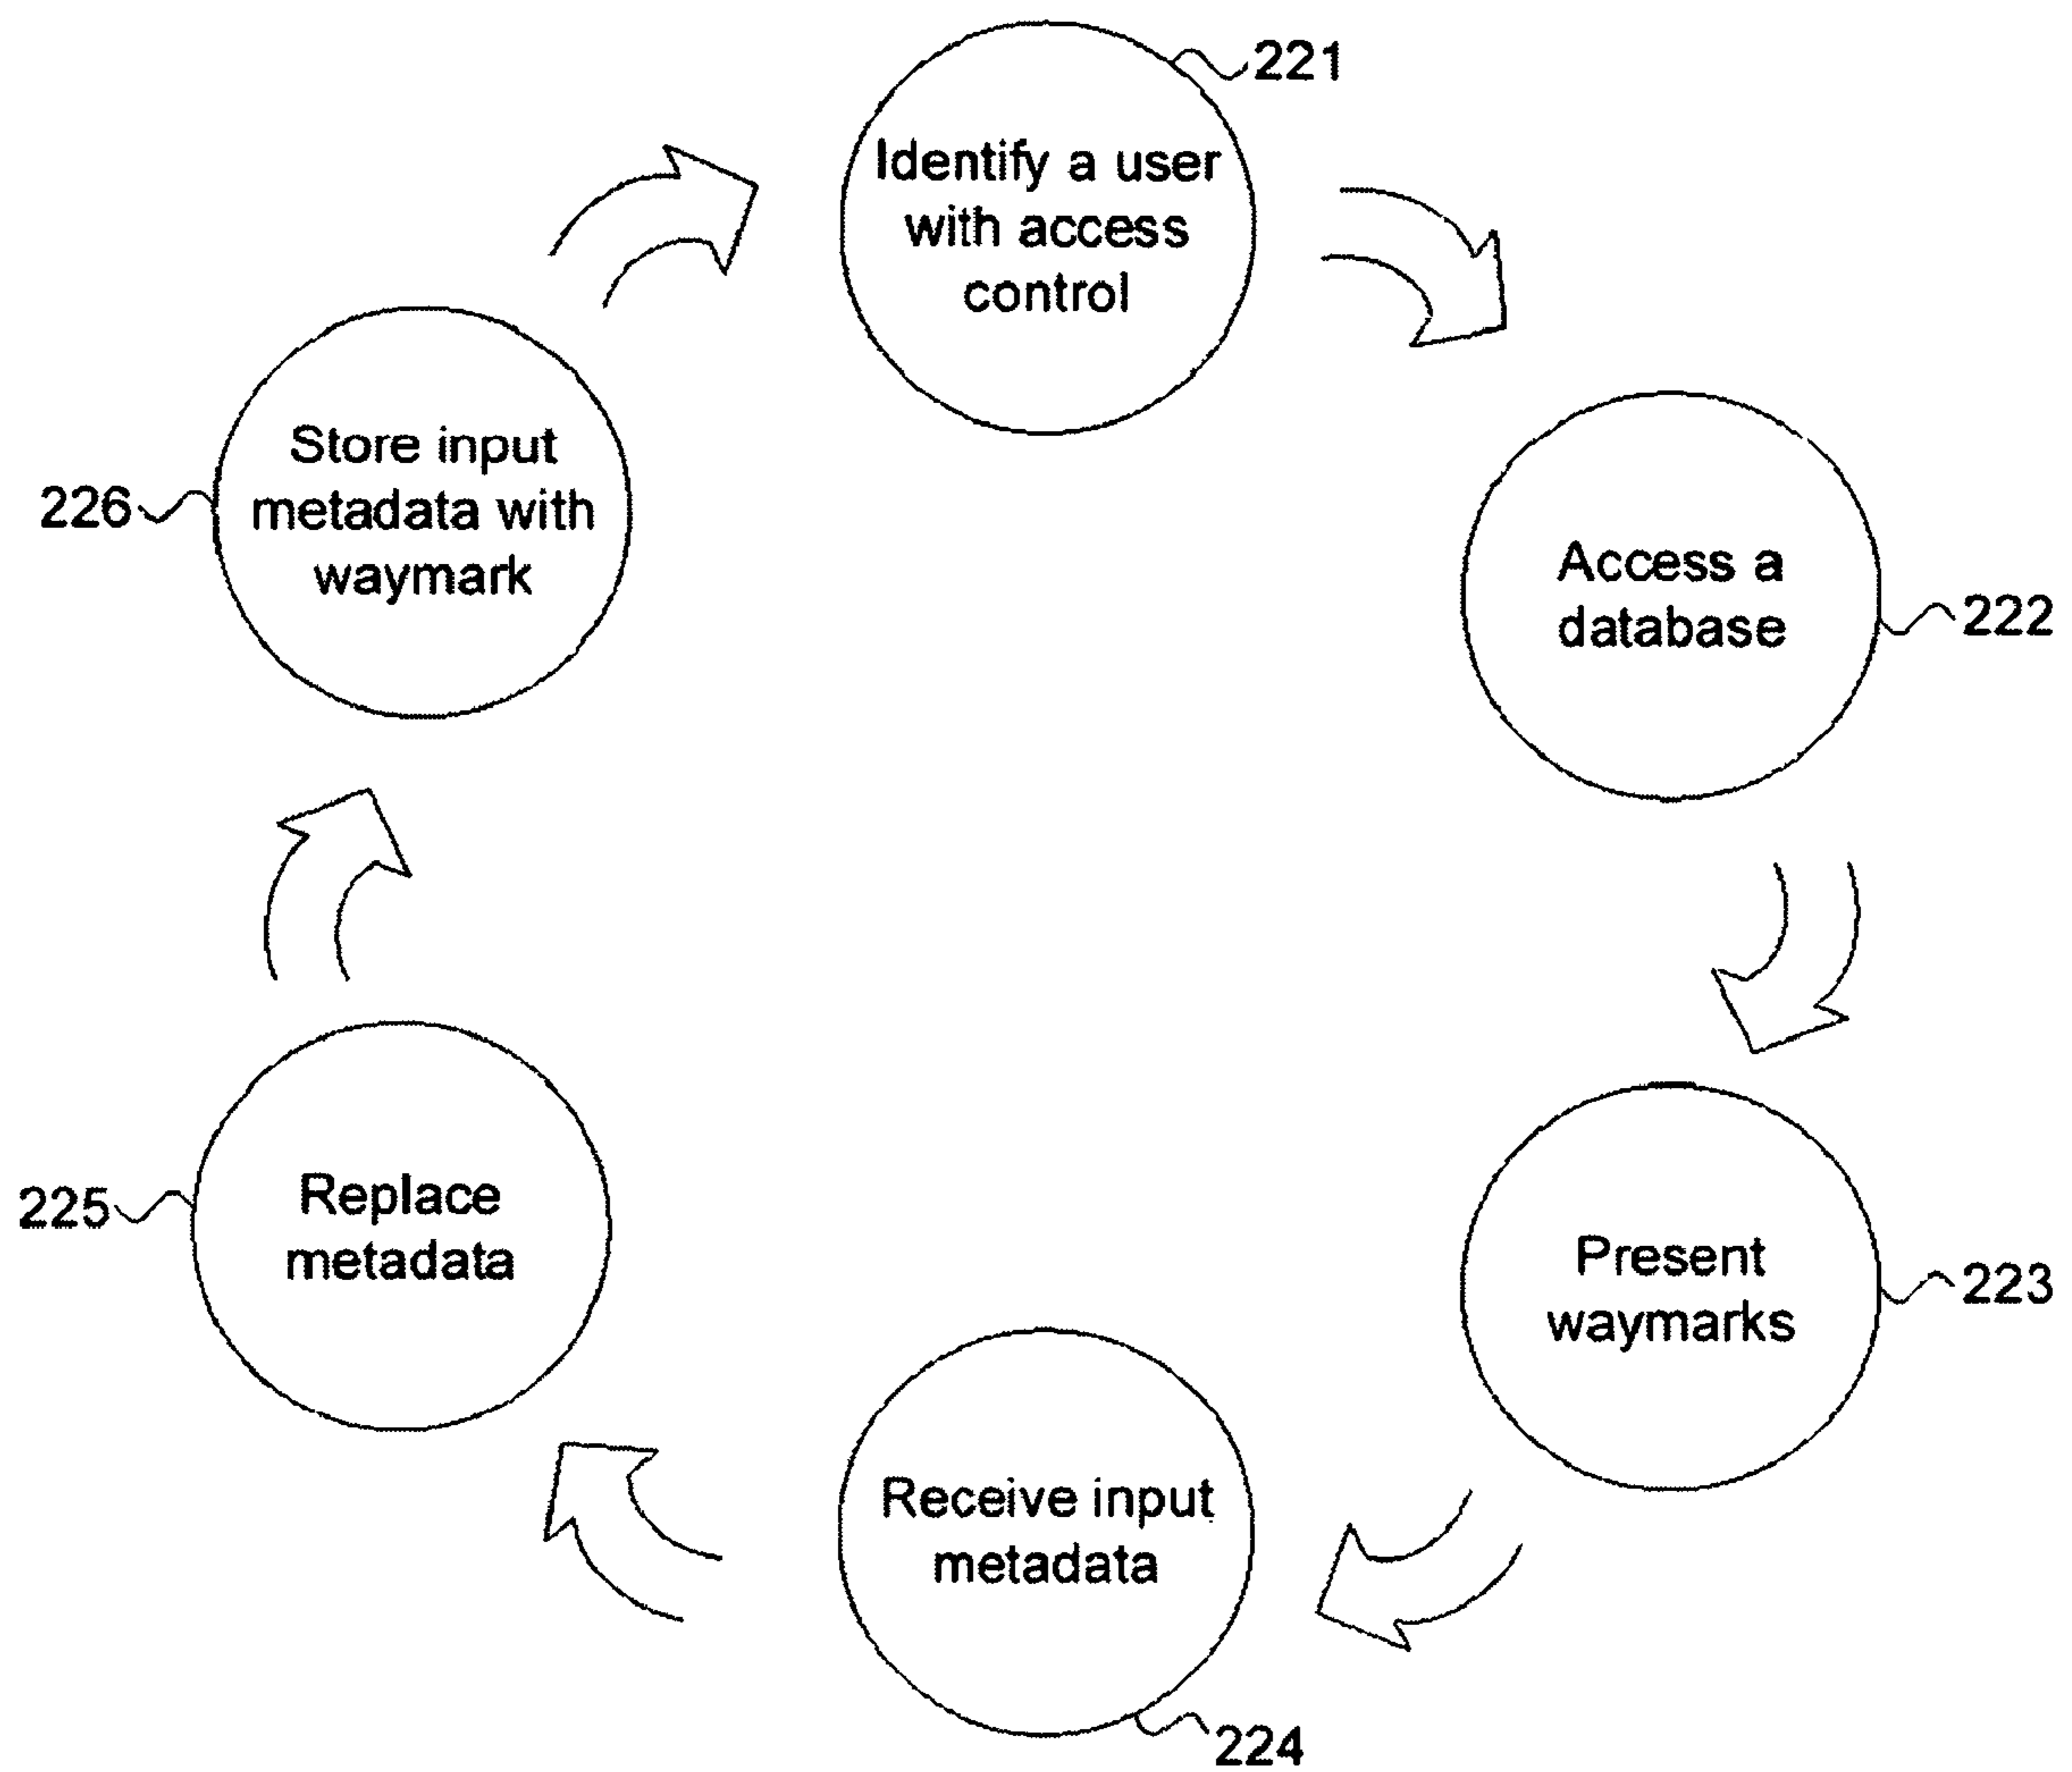 221
Identify a user
with access
control
Access a
database
222
Present
waymarks
223
Receive input
metadata
224
Replace
metadata
225
Store input
metadata with
waymark
226